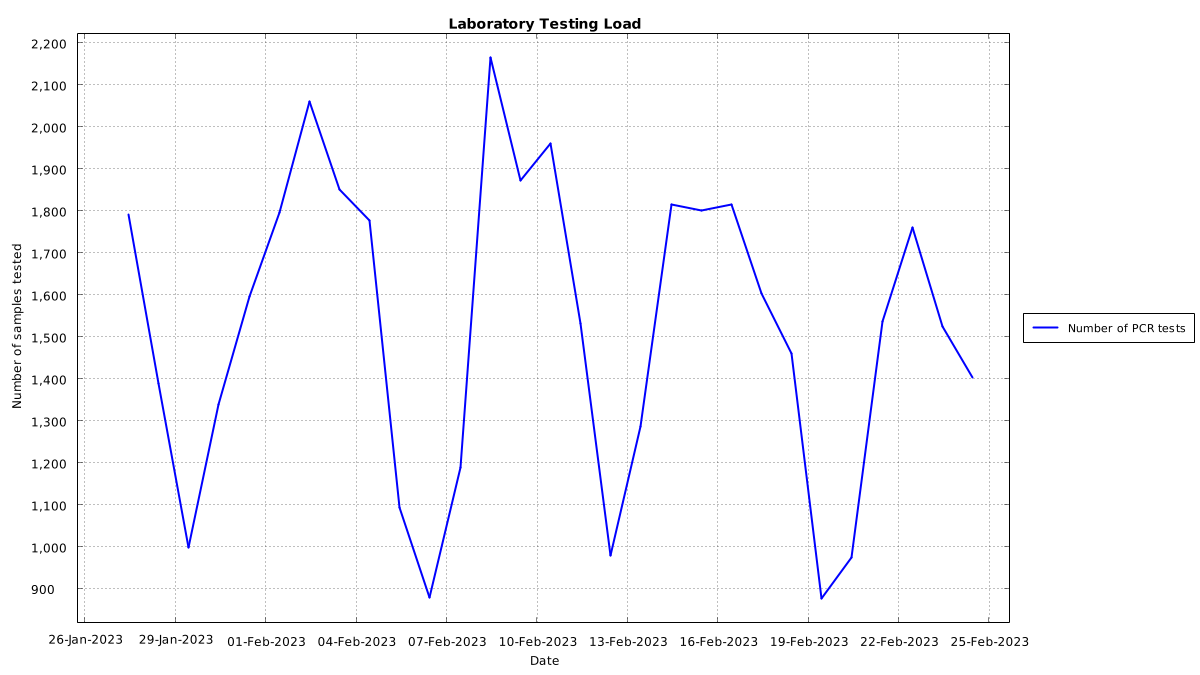 Laboratory Testing Load
2,200
2,100
2,000
1,900
1,800
1,700
1,600
1,500
1,400
1,300
1,200
1,100
1,000
900
Number of samples tested
26-Jan-2023 29-Jan-2023 01-Feb-2023 04-Feb-2023 07-Feb-2023 10-Feb-2023 13-Feb-2023 16-Feb-2023 19-Feb-2023 22-Feb-2023 25-Feb-2023
Date
Number of PCR tests